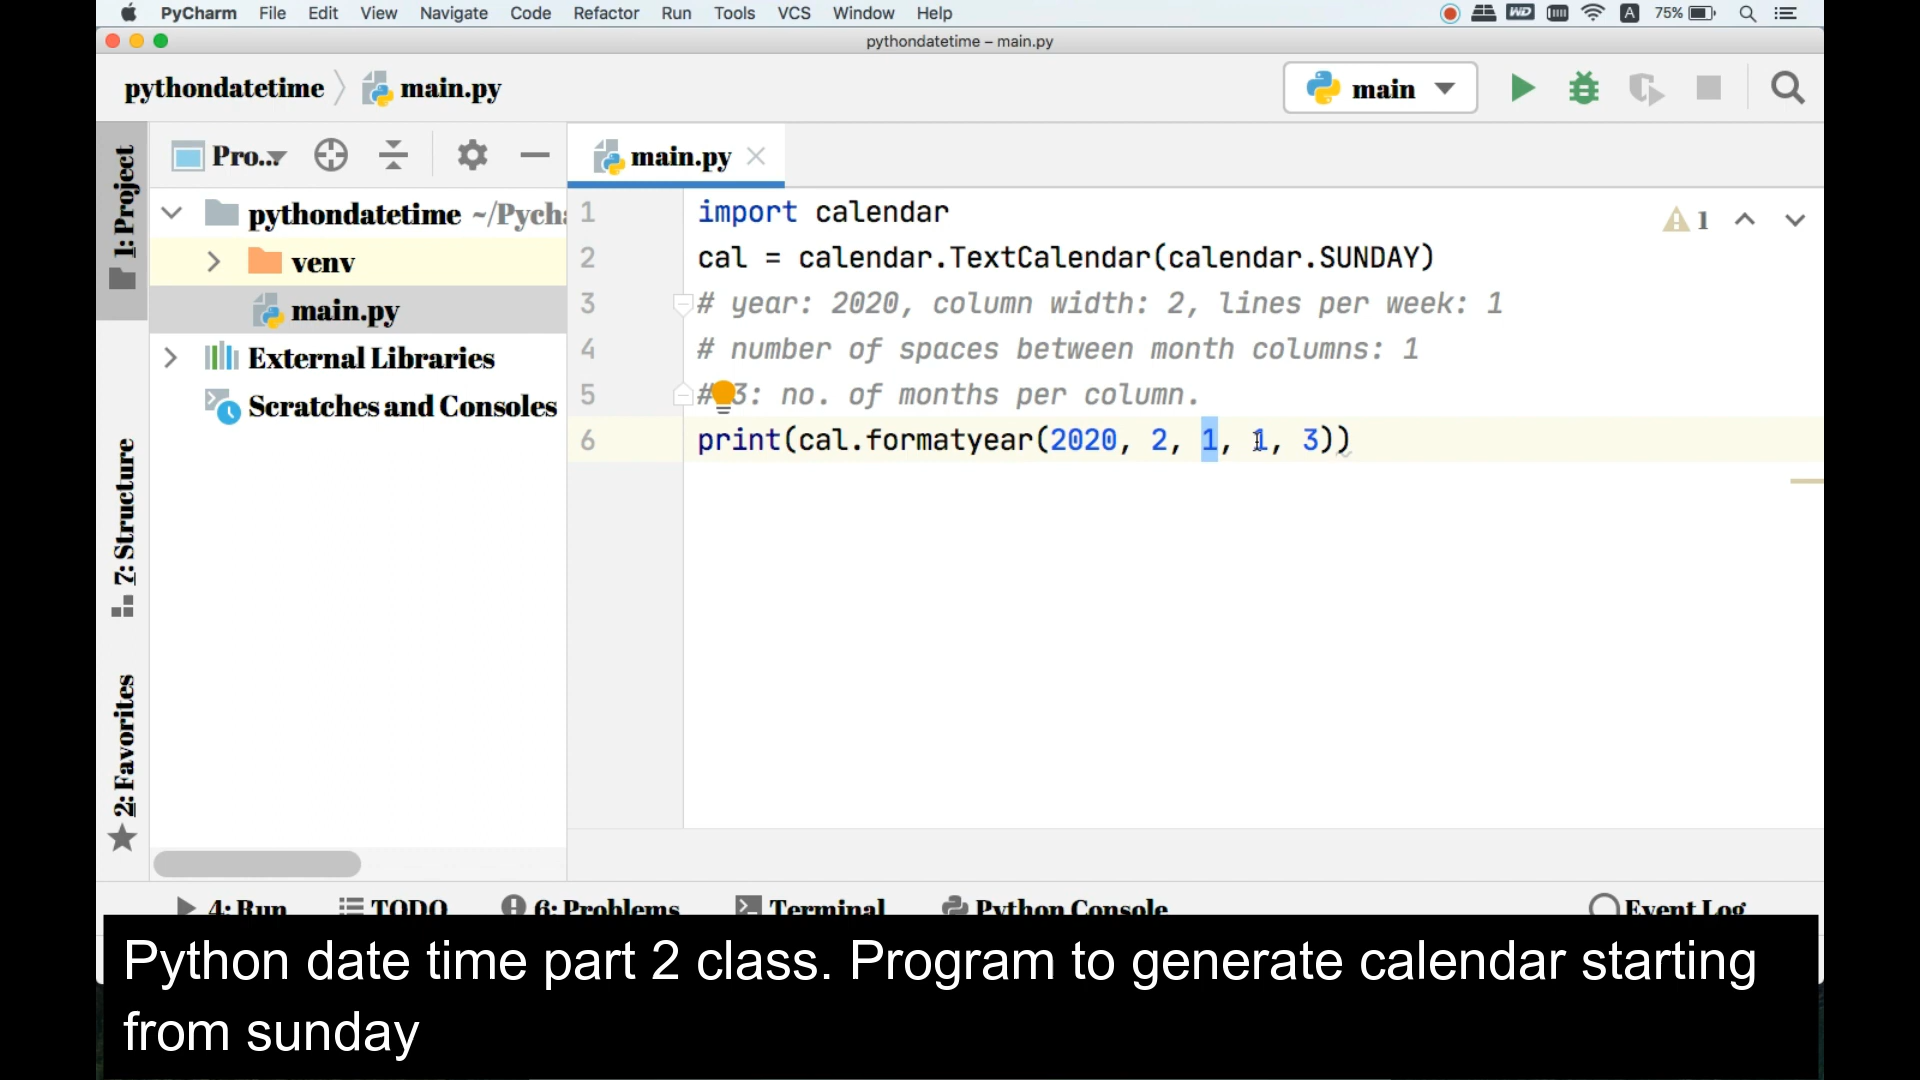 PyCharm File Edit View Navigate Code Refactor Run Tools VCS Window Help WD A 75%
pythondatetime – main.py
pythondatetime main.py main
1: Project
Pro... main.py
pythondatetime ~/Pych
venv
main.py
External Libraries
Scratches and Consoles
7: Structure
2: Favorites
1 import calendar
2 cal = calendar.TextCalendar(calendar.SUNDAY)
3 # year: 2020, column width: 2, lines per week: 1
4 # number of spaces between month columns: 1
5 # 3: no. of months per column.
6 print(cal.formatyear(2020, 2, 1, 1, 3))
1
4: Run TODO 6: Problems Terminal Python Console Event Log
Python date time part 2 class. Program to generate calendar starting
from sunday